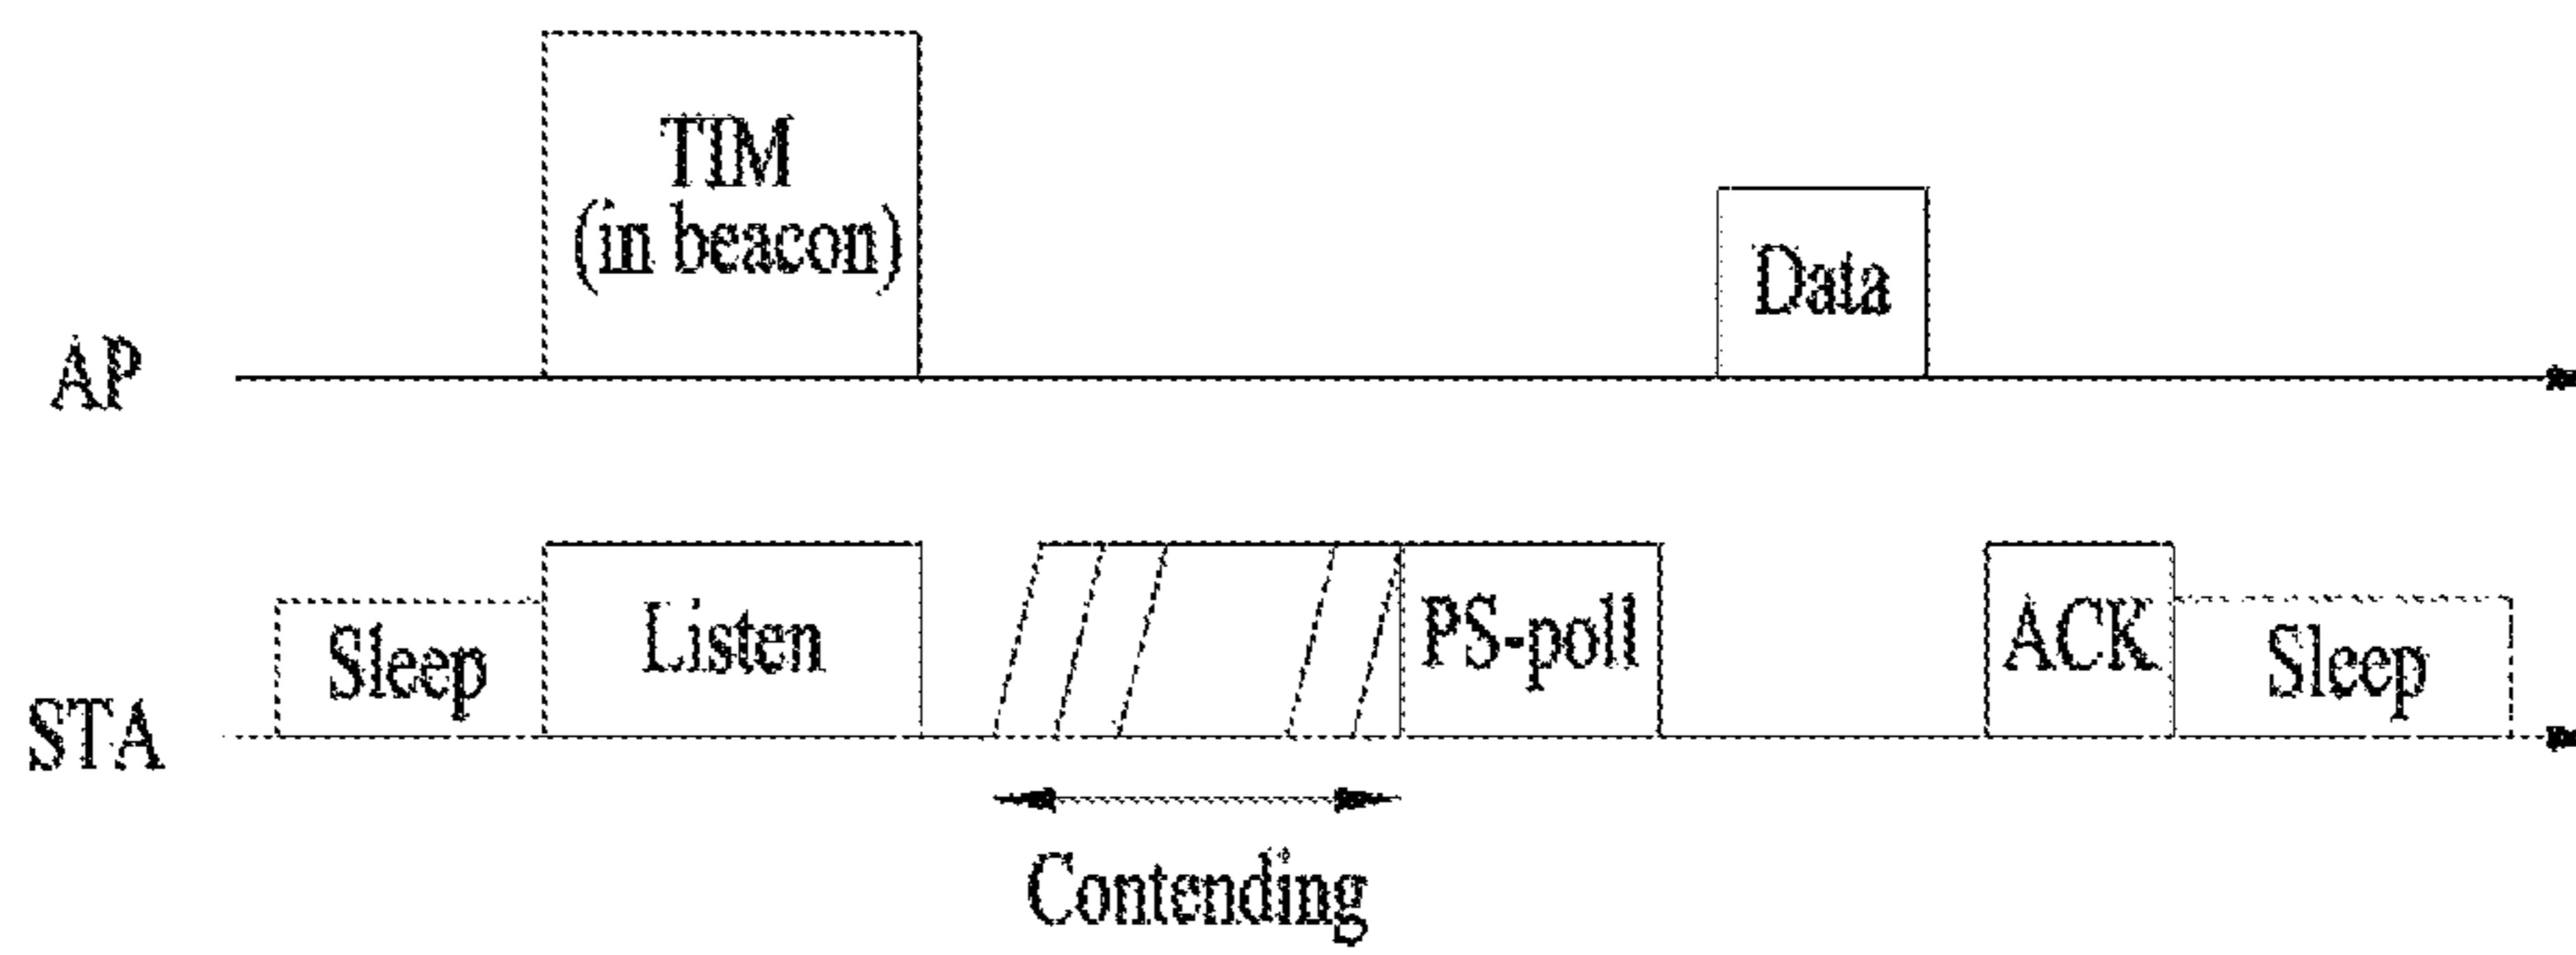 TIM
(in beacon)
Data
AP
Sleep
Listen
PS-poll
ACK
Sleep
STA
Contending